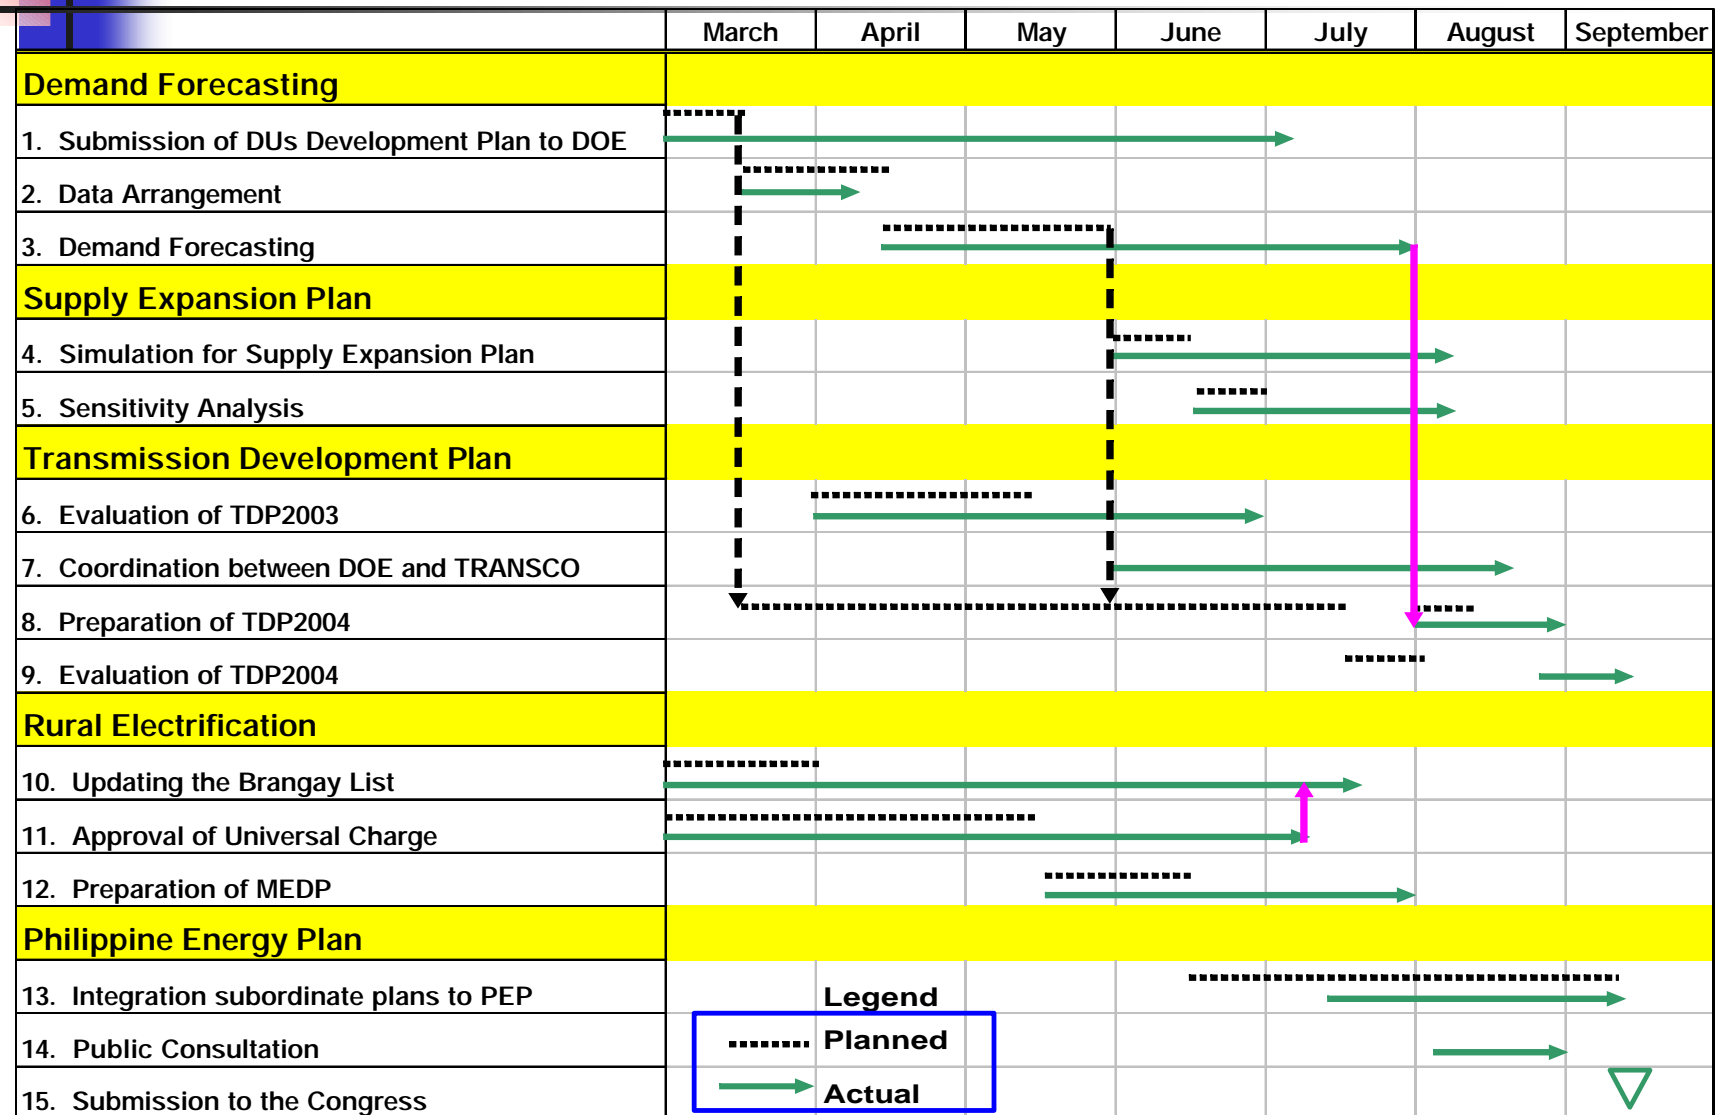 March April May June July August September
Demand Forecasting
1. Submission of DUs Development Plan to DOE
2. Data Arrangement
3. Demand Forecasting
Supply Expansion Plan
4. Simulation for Supply Expansion Plan
5. Sensitivity Analysis
Transmission Development Plan
6. Evaluation of TDP2003
7. Coordination between DOE and TRANSCO
8. Preparation of TDP2004
9. Evaluation of TDP2004
Rural Electrification
10. Updating the Brangay List
11. Approval of Universal Charge
12. Preparation of MEDP
Philippine Energy Plan
13. Integration subordinate plans to PEP
14. Public Consultation
15. Submission to the Congress
Legend
Planned
Actual